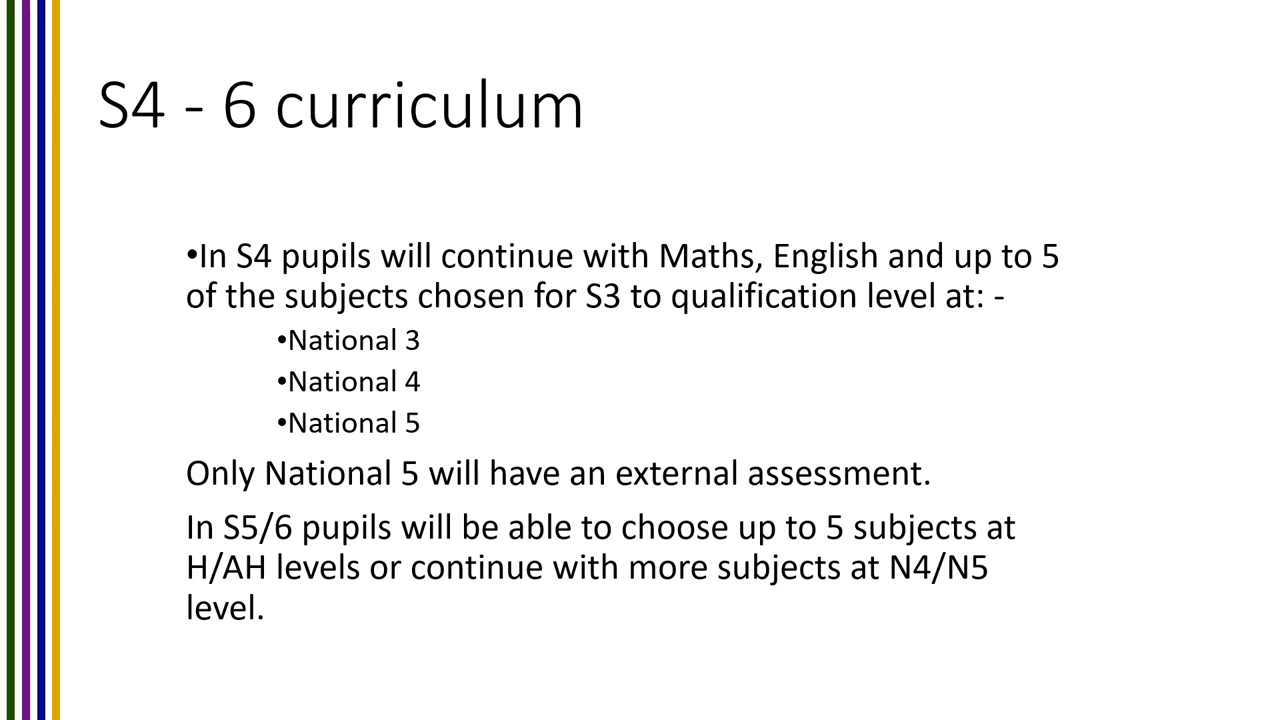 S4 - 6 curriculum
•In S4 pupils will continue with Maths, English and up to 5
of the subjects chosen for S3 to qualification level at: -
•National 3
•National 4
•National 5
Only National 5 will have an external assessment.
In S5/6 pupils will be able to choose up to 5 subjects at
H/AH levels or continue with more subjects at N4/N5
level.